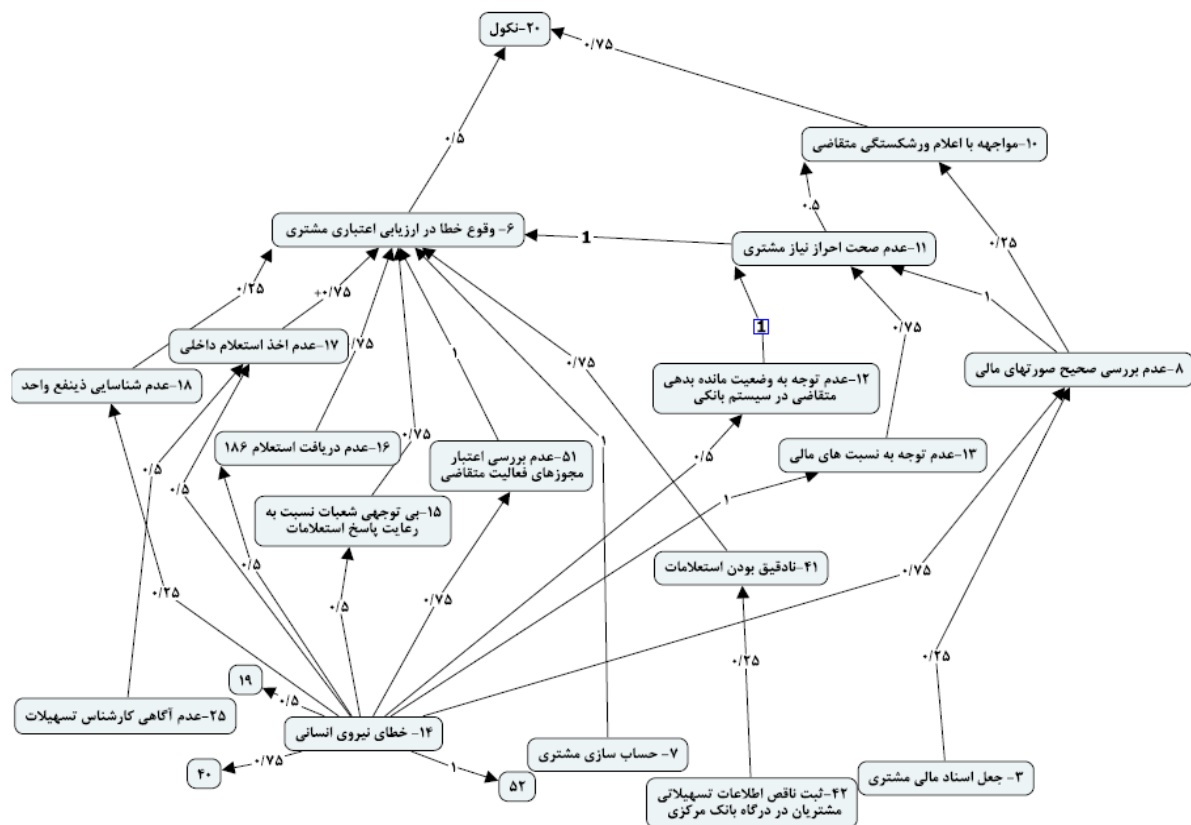 ۲۰-نکول
۰/۷۵
۰/۵
۱۰-مواجهه با اعلام ورشکستگی متقاضی
۰.۵
۶- وقوع خطا در ارزیابی اعتباری مشتری
1
۱۱-عدم صحت احراز نیاز مشتری
۰/۲۵
۰/۲۵
+۰/۷۵
۱
۱۷-عدم اخذ استعلام داخلی
/۷۵
۱
1
۰/۷۵
۱۸-عدم شناسایی ذینفع واحد
۰/۷۵
۱۲-عدم توجه به وضعیت مانده بدهی
متقاضی در سیستم بانکی
۸-عدم بررسی صحیح صورتهای مالی
۱۶-عدم دریافت استعلام ۱۸۶
۰/۷۵
۱
۵۱-عدم بررسی اعتبار
مجوزهای فعالیت متقاضی
۰/۵
۱۳-عدم توجه به نسبت های مالی
۰/۵
۰/۵
۱۵-بی توجهی شعبات نسبت به
رعایت پاسخ استعلامات
۱
۰/۵
۴۱-نادقیق بودن استعلامات
۰/۷۵
۰/۲۵
۰/۵
۰/۷۵
۰/۲۵
۰/۲۵
۱۹
۰/۵
۲۵-عدم آگاهی کارشناس تسهیلات
۱۴- خطای نیروی انسانی
۷- حساب سازی مشتری
۴۰
۰/۷۵
۱
۵۲
۴۲-ثبت ناقص اطلاعات تسهیلاتی
مشتریان در درگاه بانک مرکزی
۳- جعل اسناد مالی مشتری